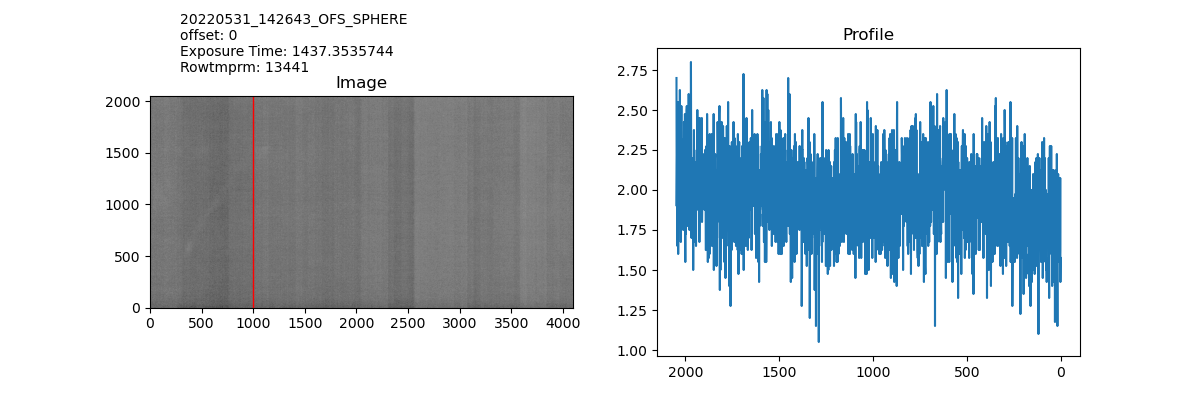 20220531_142643_OFS_SPHERE
offset: 0
Exposure Time: 1437.3535744
Rowtmprm: 13441
Image
2000
1500
1000
500
0
0 500 1000 1500 2000 2500 3000 3500 4000
Profile
2.75
2.50
2.25
2.00
1.75
1.50
1.25
1.00
2000 1500 1000 500 0